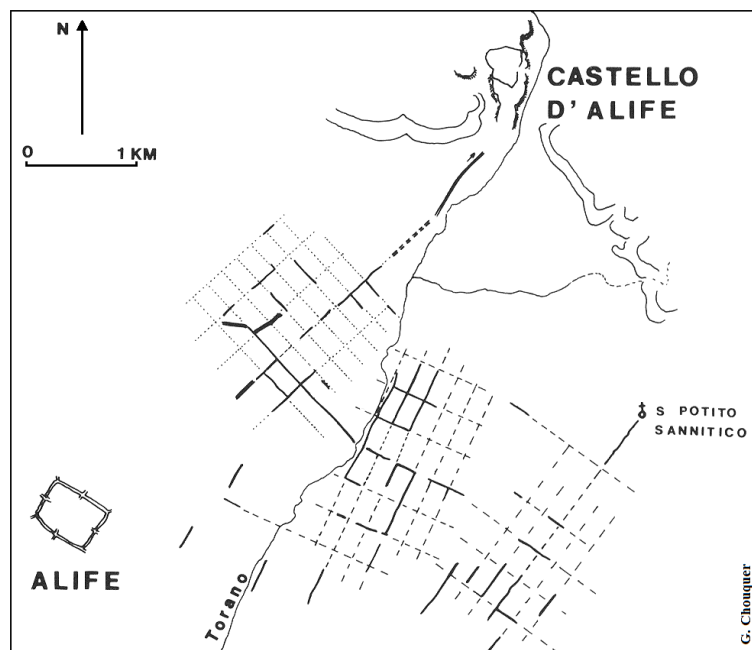 N
CASTELLO
D' ALIFE
0 1 KM
S POTITO
SANNITICO
ALIFE
Torano
G. Chouquer